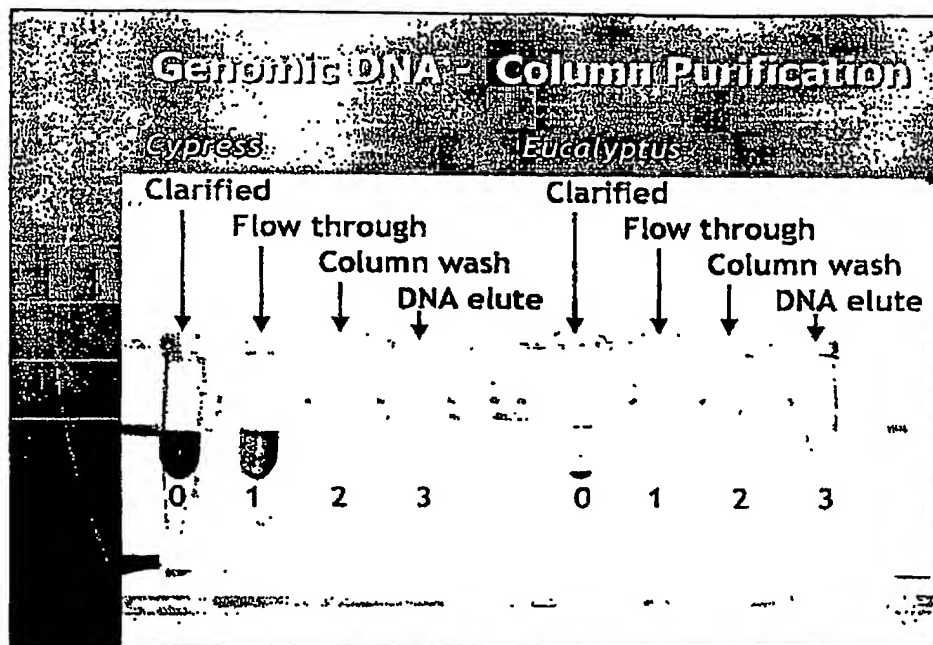 Genomic DNA - Column Purification
Cypress Eucalyptus
Clarified Clarified
Flow through Flow through
Column wash Column wash
DNA elute DNA elute
0 1 2 3 0 1 2 3